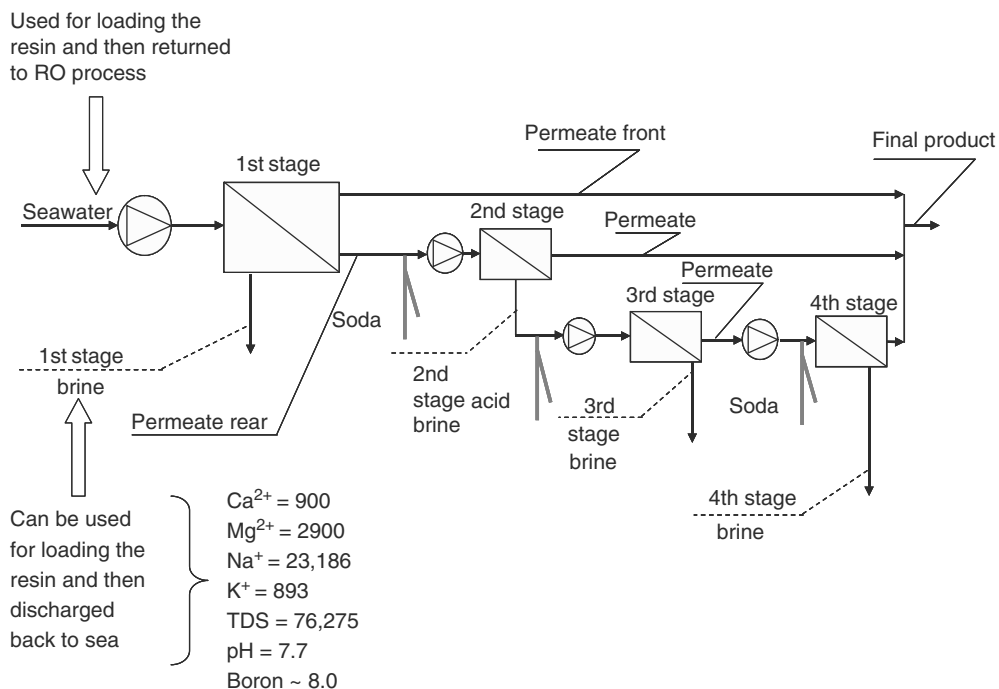 Used for loading the
resin and then returned
to RO process
Permeate front
Final product
1st stage
Seawater
2nd stage
Permeate
Permeate
3rd stage
4th stage
Soda
1st stage
brine
2nd
stage acid
brine
Permeate rear
3rd
stage
brine
Soda
4th stage
brine
Can be used
for loading the
resin and then
discharged
back to sea
Ca²⁺ = 900
Mg²⁺ = 2900
Na⁺ = 23,186
K⁺ = 893
TDS = 76,275
pH = 7.7
Boron ~ 8.0